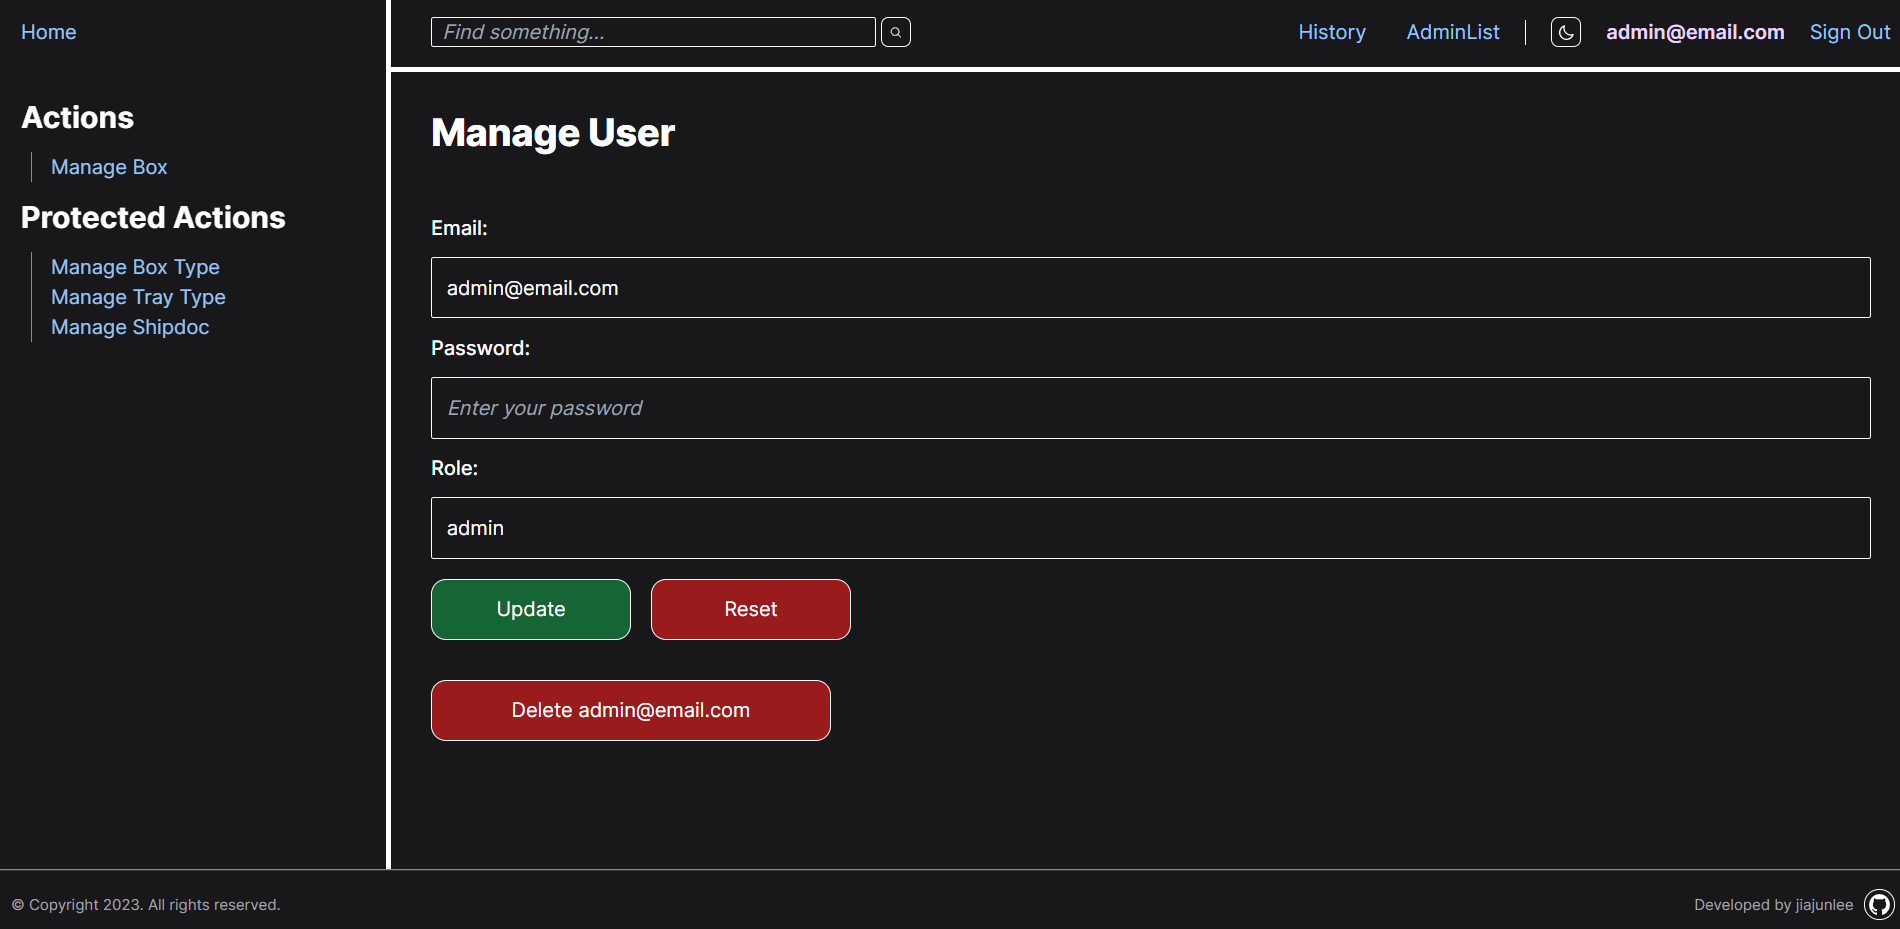 Home
Find something...
History
AdminList
admin@email.com
Sign Out
Actions
Manage Box
Protected Actions
Manage Box Type
Manage Tray Type
Manage Shipdoc
Manage User
Email:
admin@email.com
Password:
Enter your password
Role:
admin
Update
Reset
Delete admin@email.com
© Copyright 2023. All rights reserved.
Developed by jiajunlee